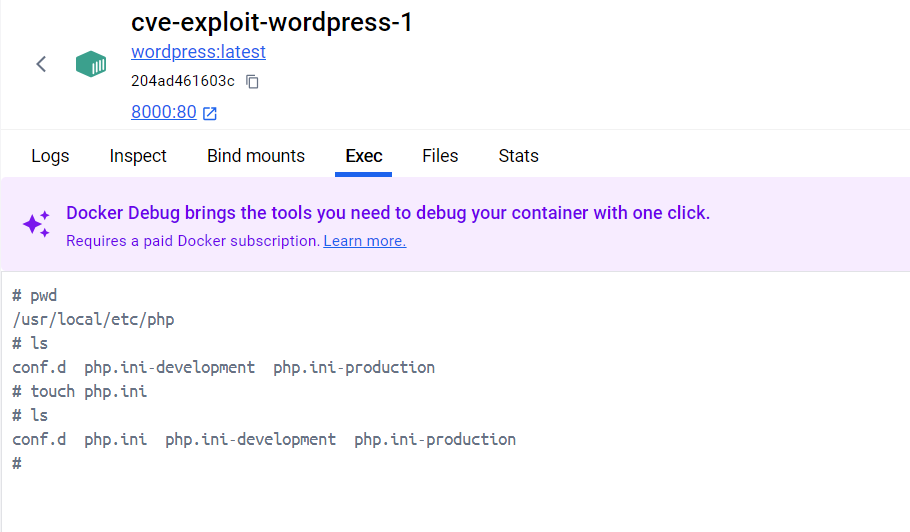 cve-exploit-wordpress-1
wordpress:latest
204ad461603c
8000:80
Logs Inspect Bind mounts Exec Files Stats
Docker Debug brings the tools you need to debug your container with one click.
Requires a paid Docker subscription. Learn more.
# pwd
/usr/local/etc/php
# ls
conf.d  php.ini-development  php.ini-production
# touch php.ini
# ls
conf.d  php.ini  php.ini-development  php.ini-production
#